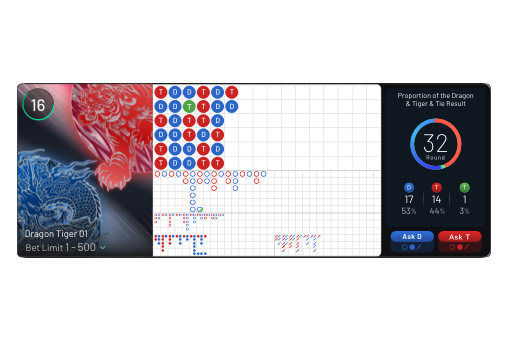 16
T D D T D T
D D T T D D
Dragon Tiger 01
Bet Limit 1 - 500
Proportion of the Dragon
& Tiger & Tie Result
32
Round
D T T
17 14 1
53% 44% 3%
Ask D Ask T